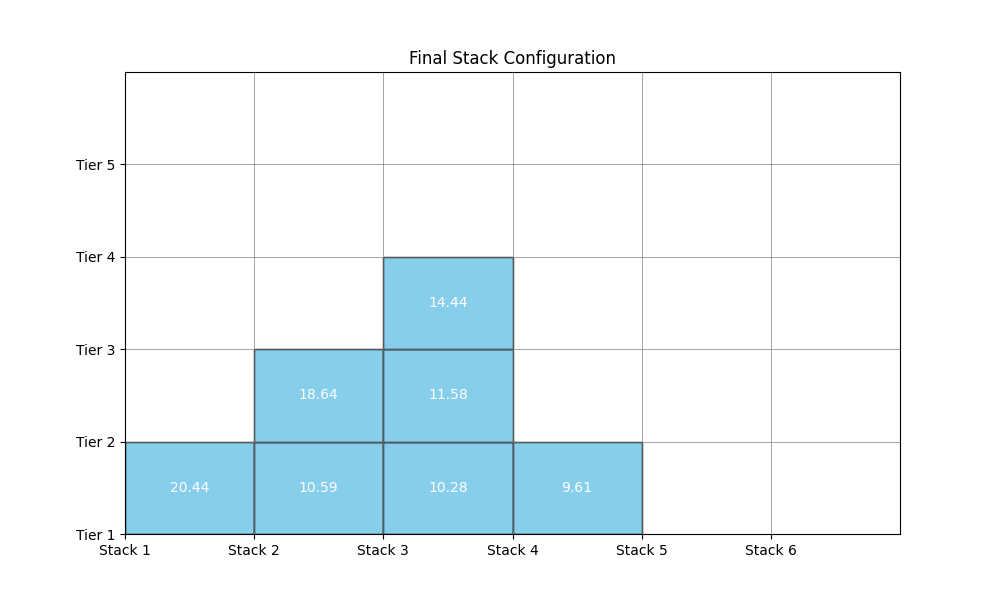 Final Stack Configuration
Tier 5
Tier 4
14.44
Tier 3
18.64 11.58
Tier 2
20.44 10.59 10.28 9.61
Tier 1
Stack 1 Stack 2 Stack 3 Stack 4 Stack 5 Stack 6